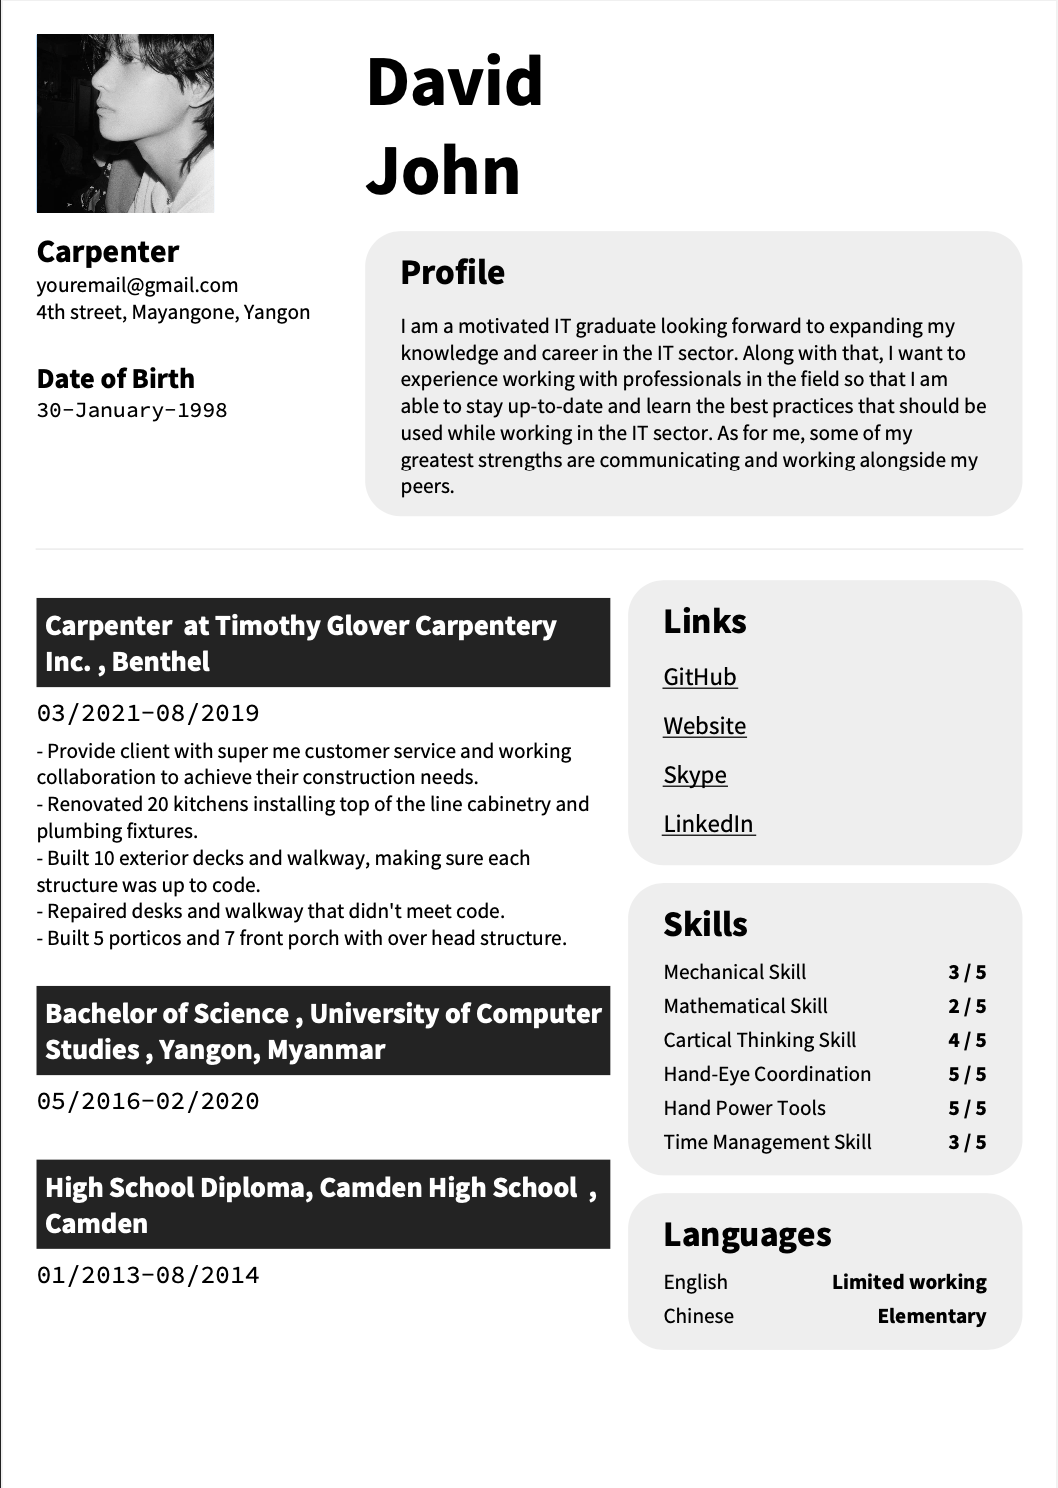 David
John
Carpenter
youremail@gmail.com
4th street, Mayangone, Yangon
Date of Birth
30-January-1998
Profile
I am a motivated IT graduate looking forward to expanding my
knowledge and career in the IT sector. Along with that, I want to
experience working with professionals in the field so that I am
able to stay up-to-date and learn the best practices that should be
used while working in the IT sector. As for me, some of my
greatest strengths are communicating and working alongside my
peers.
Carpenter  at Timothy Glover Carpentery
Inc. , Benthel
03/2021-08/2019
- Provide client with super me customer service and working
collaboration to achieve their construction needs.
- Renovated 20 kitchens installing top of the line cabinetry and
plumbing fixtures.
- Built 10 exterior decks and walkway, making sure each
structure was up to code.
- Repaired desks and walkway that didn't meet code.
- Built 5 porticos and 7 front porch with over head structure.
Bachelor of Science , University of Computer
Studies , Yangon, Myanmar
05/2016-02/2020
High School Diploma, Camden High School  ,
Camden
01/2013-08/2014
Links
GitHub
Website
Skype
LinkedIn
Skills
Mechanical Skill 3 / 5
Mathematical Skill 2 / 5
Cartical Thinking Skill 4 / 5
Hand-Eye Coordination 5 / 5
Hand Power Tools 5 / 5
Time Management Skill 3 / 5
Languages
English Limited working
Chinese Elementary